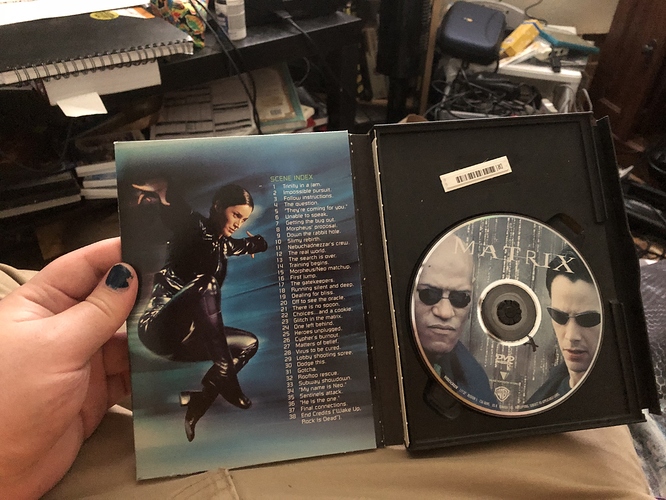 SCENE INDEX
1 Trinity in a jam.
2 Impossible pursuit.
3 Follow instructions.
4 The question.
5 "They're coming for you."
6 Unable to speak.
7 Getting the bug out.
8 Morpheus' proposal.
9 Down the rabbit hole.
10 Slimy rebirth.
11 Nebuchadnezzar's crew.
12 The real world.
13 The search is over.
14 Training begins.
15 Morpheus/Neo matchup.
16 First jump.
17 The gatekeepers.
18 Running silent and deep.
19 Dealing for bliss.
20 Off to see the oracle.
21 There is no spoon.
22 Choices... and a cookie.
23 Glitch in the matrix.
24 One left behind.
25 Heroes unplugged.
26 Cypher's burnout.
27 Matters of belief.
28 Virus to be cured.
29 Lobby shooting spree.
30 Dodge this.
31 Gotcha.
32 Rooftop rescue.
33 Subway showdown.
34 "My name is Neo."
35 Sentinels attack.
36 "He is the one."
37 Final connections.
38 End Credits ("Wake Up,
Rock Is Dead").
MATRIX
DVD